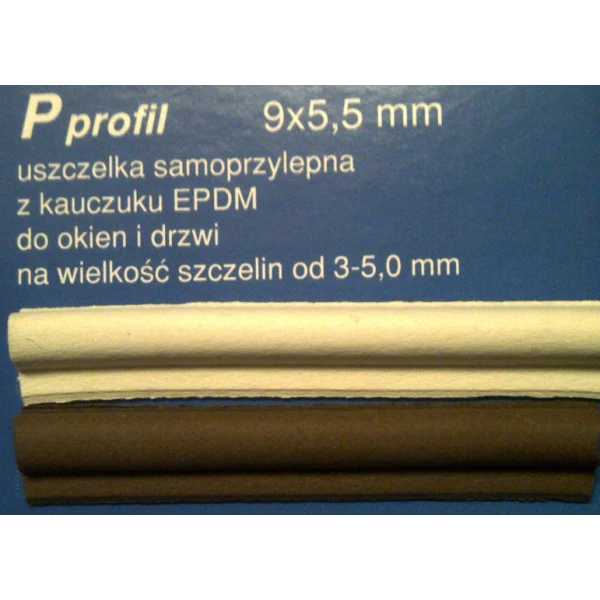 P profil 9x5,5 mm
uszczelka samoprzylepna
z kauczuku EPDM
do okien i drzwi
na wielkość szczelin od 3-5,0 mm